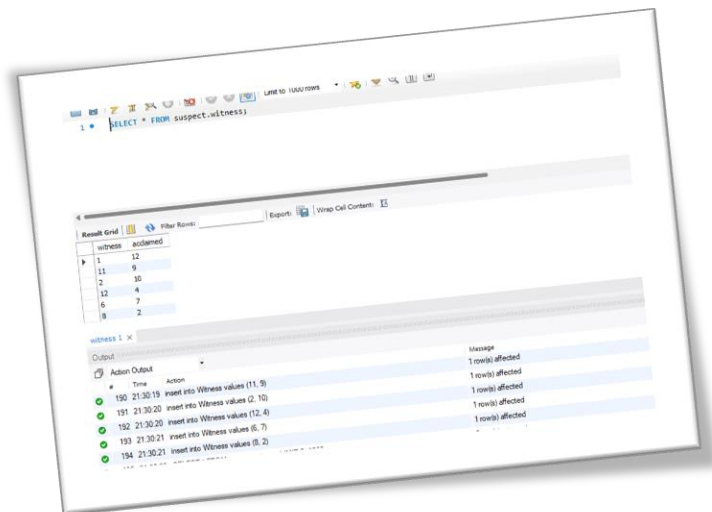 Limit to 1000 rows
1 SELECT * FROM suspect.witness;
Result Grid Filter Rows: Export: Wrap Cell Content:
witness acclaimed
1 12
11 9
2 10
12 4
6 7
8 2
witness 1 ×
Output
Action Output
# Time Action Message
190 21:30:19 insert into Witness values (11, 9) 1 row(s) affected
191 21:30:20 insert into Witness values (2, 10) 1 row(s) affected
192 21:30:20 insert into Witness values (12, 4) 1 row(s) affected
193 21:30:21 insert into Witness values (6, 7) 1 row(s) affected
194 21:30:21 insert into Witness values (8, 2) 1 row(s) affected